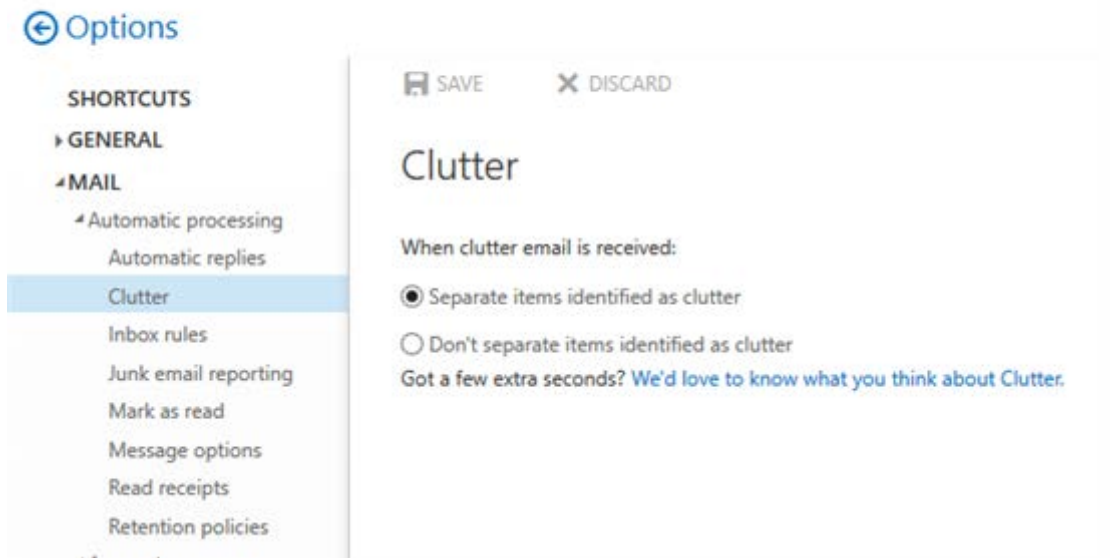 Options
SHORTCUTS
GENERAL
MAIL
Automatic processing
Automatic replies
Clutter
Inbox rules
Junk email reporting
Mark as read
Message options
Read receipts
Retention policies
SAVE DISCARD
Clutter
When clutter email is received:
Separate items identified as clutter
Don't separate items identified as clutter
Got a few extra seconds? We'd love to know what you think about Clutter.